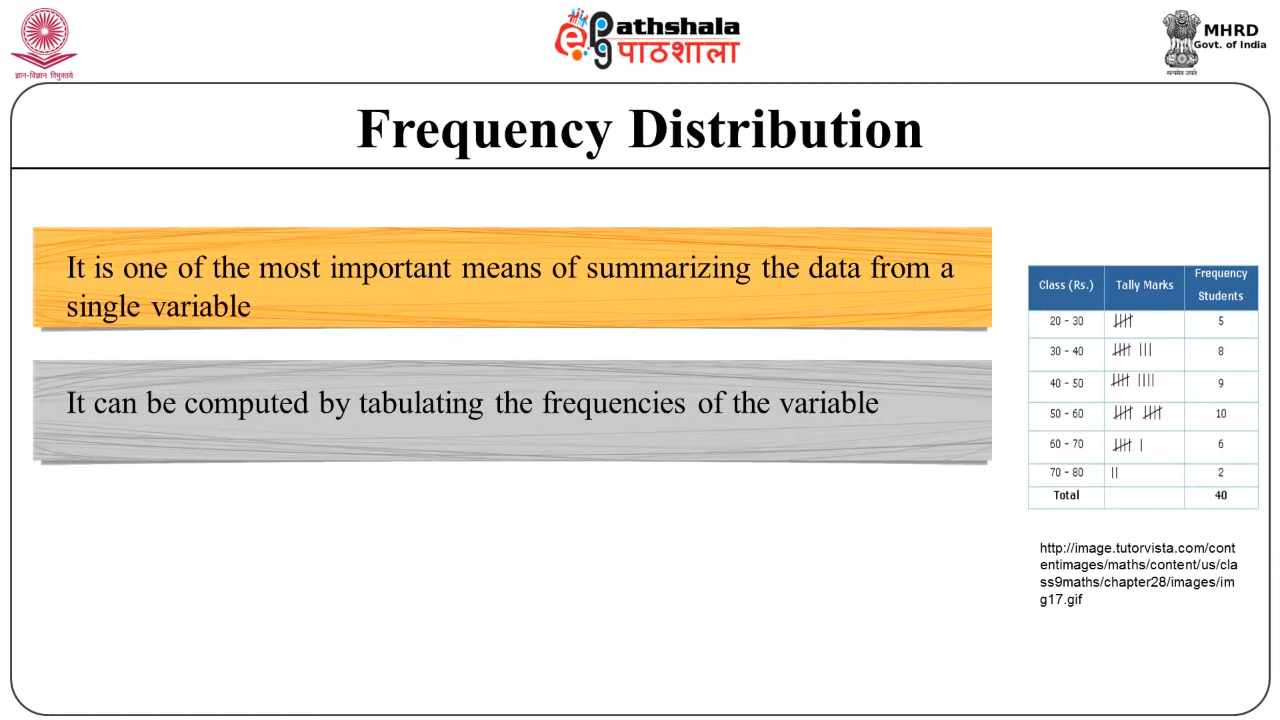 ज्ञान-विज्ञान विमुक्तये
Pathshala
पाठशाला
MHRD
Govt. of India
सत्यमेव जयते
Frequency Distribution
It is one of the most important means of summarizing the data from a
single variable
It can be computed by tabulating the frequencies of the variable
Class (Rs.) Tally Marks Frequency Students
20 - 30 5
30 - 40 8
40 - 50 9
50 - 60 10
60 - 70 6
70 - 80 2
Total 40
http://image.tutorvista.com/cont
entimages/maths/content/us/cla
ss9maths/chapter28/images/im
g17.gif